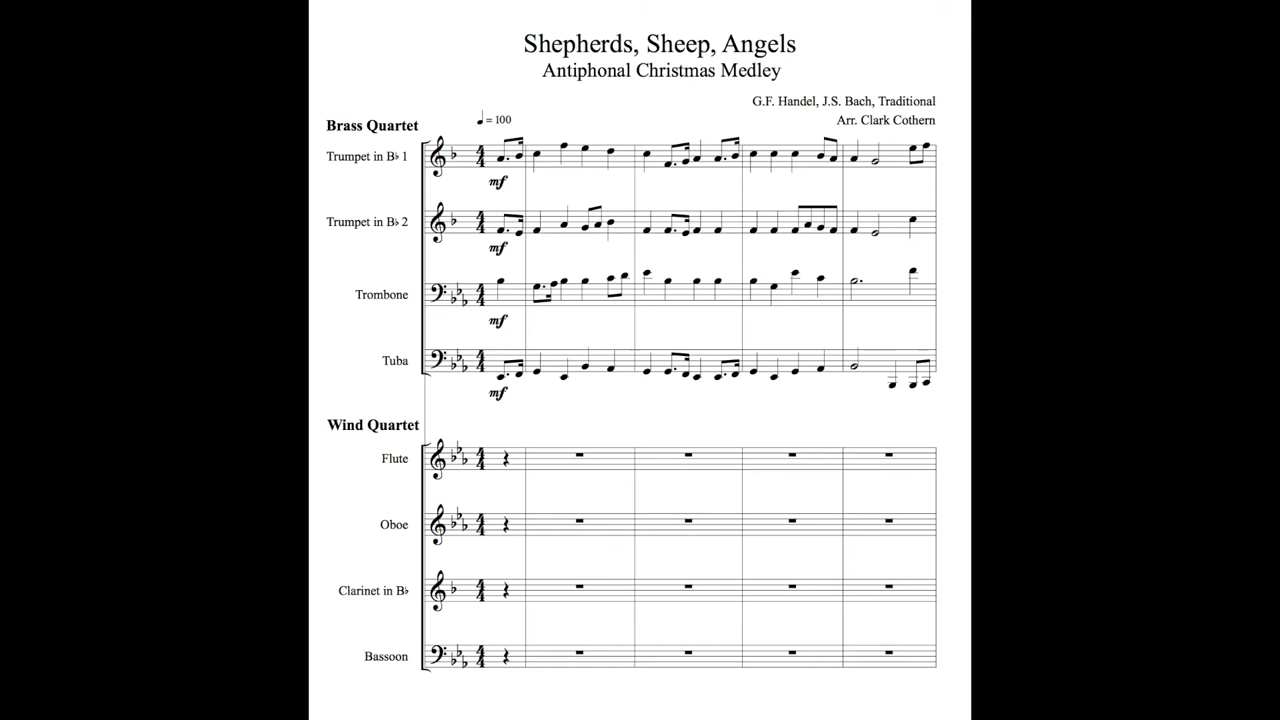 Shepherds, Sheep, Angels
Antiphonal Christmas Medley
G.F. Handel, J.S. Bach, Traditional
Arr. Clark Cothern
Brass Quartet
♩ = 100
Trumpet in B♭ 1
mf
Trumpet in B♭ 2
mf
Trombone
mf
Tuba
mf
Wind Quartet
Flute
Oboe
Clarinet in B♭
Bassoon